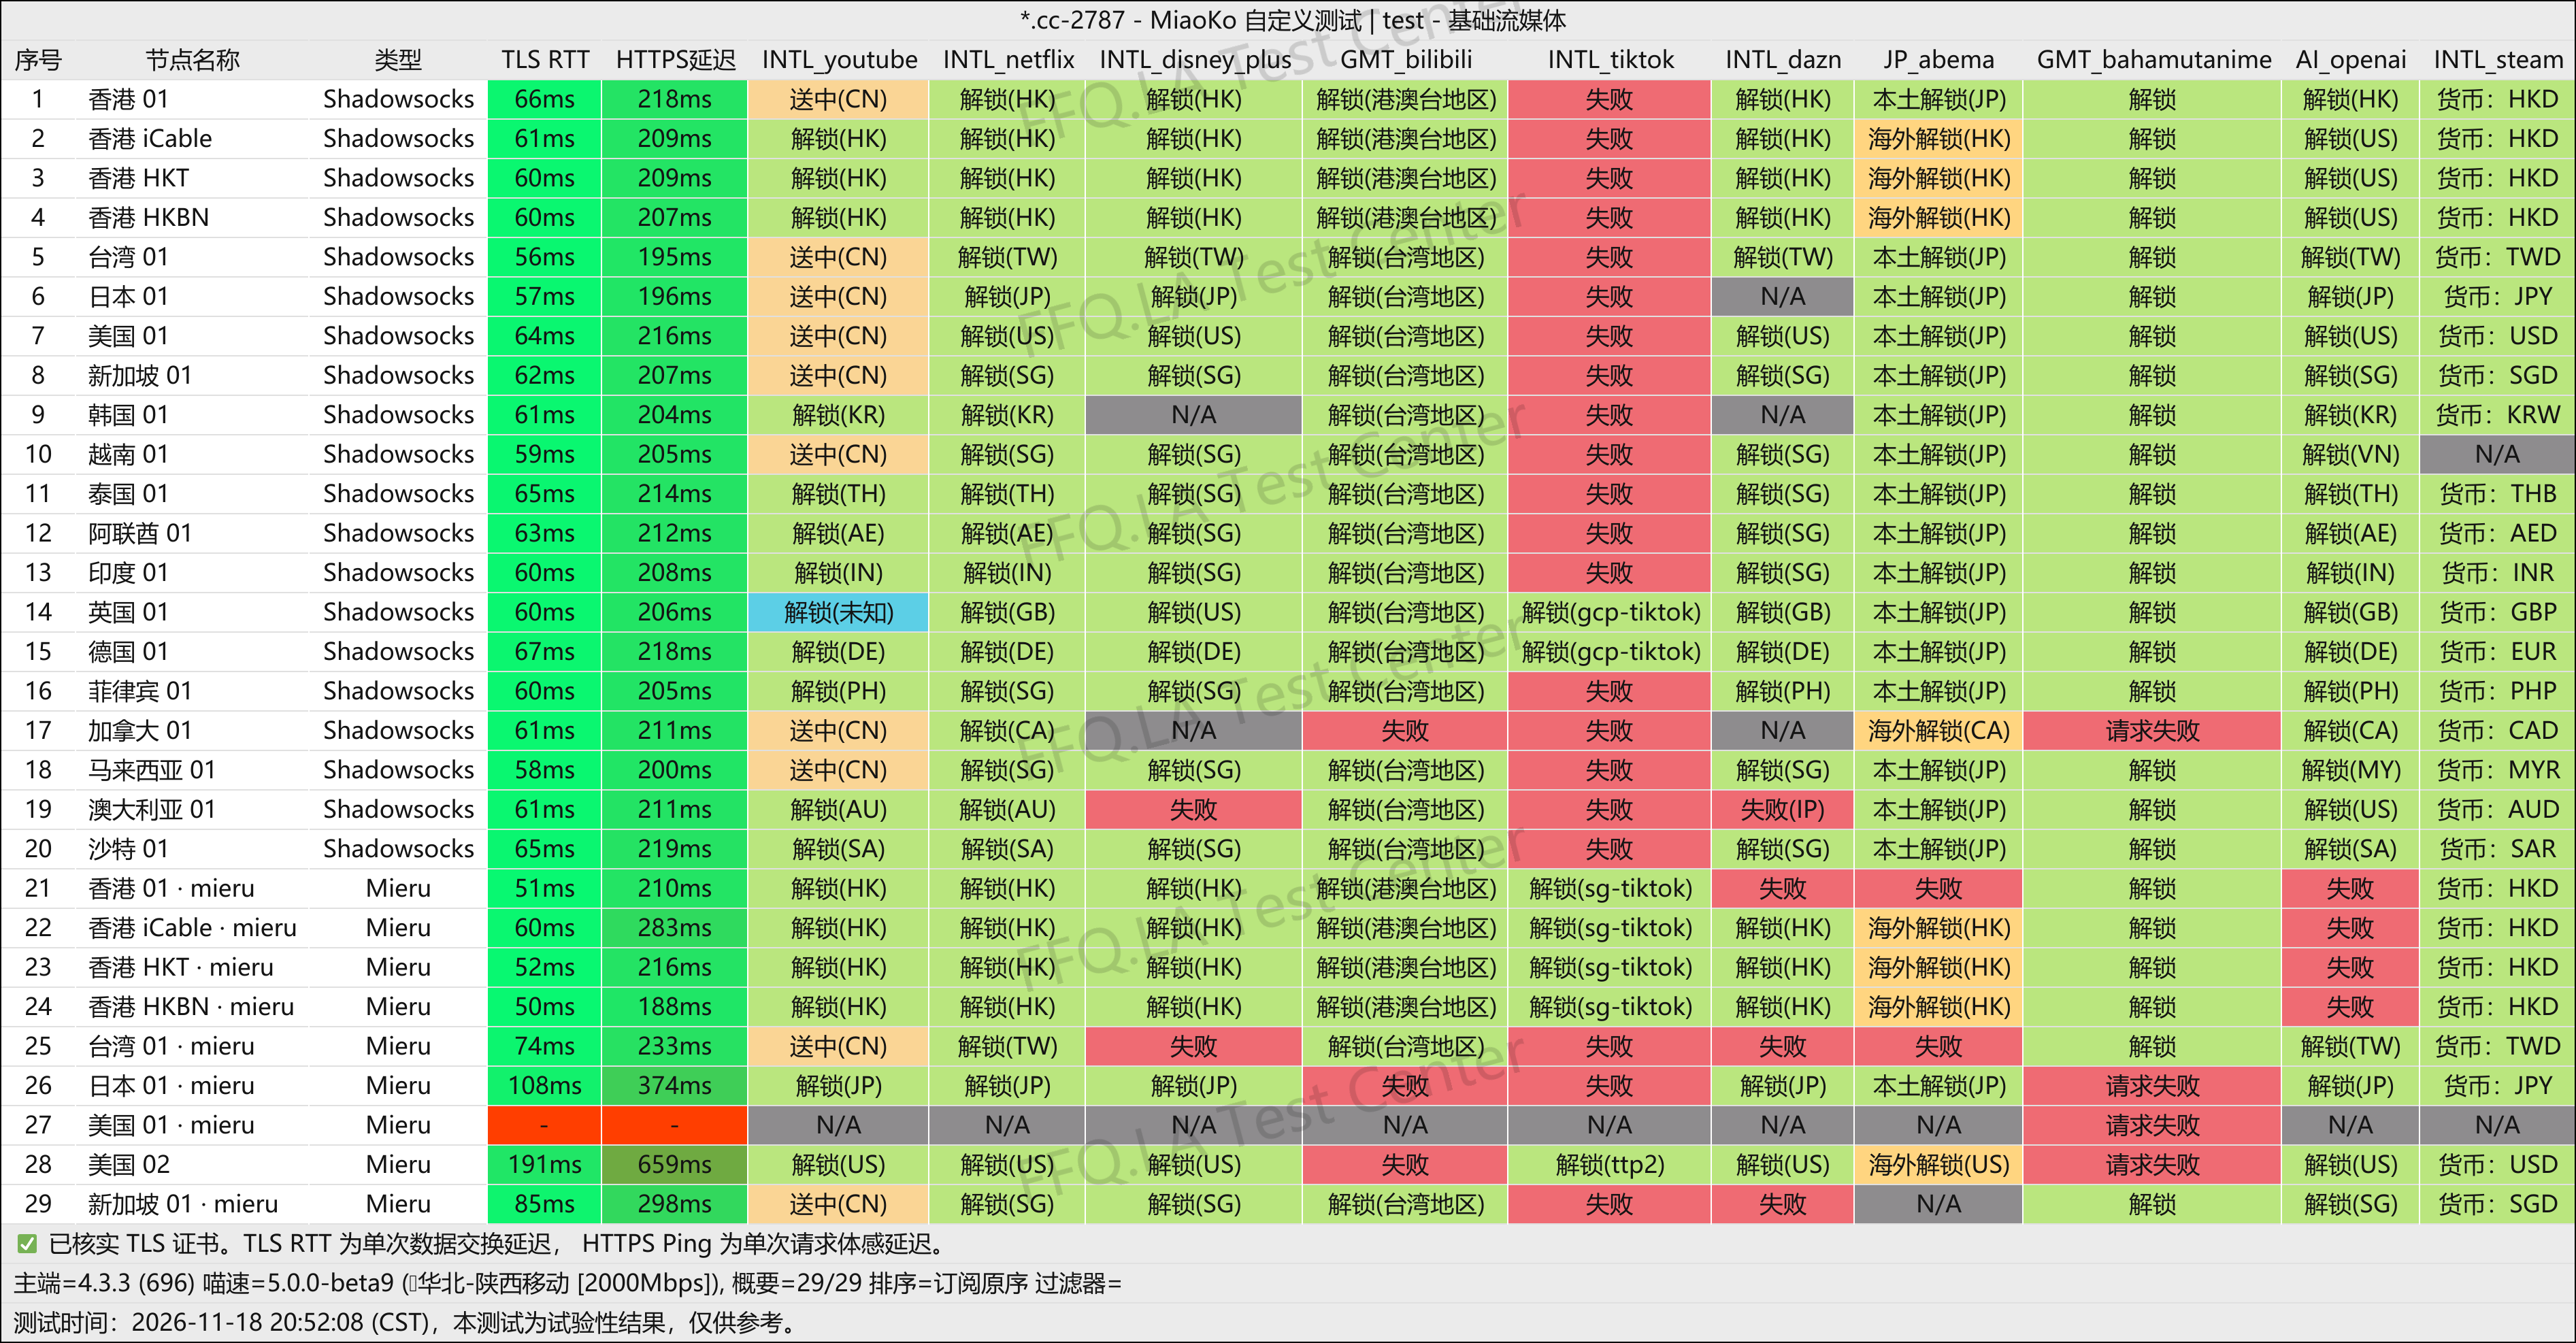 *.cc-2787 - MiaoKo 自定义测试 | test - 基础流媒体
序号 节点名称 类型 TLS RTT HTTPS延迟 INTL_youtube INTL_netflix INTL_disney_plus GMT_bilibili INTL_tiktok INTL_dazn JP_abema GMT_bahamutanime AI_openai INTL_steam
1 香港 01 Shadowsocks 66ms 218ms 送中(CN) 解锁(HK) 解锁(HK) 解锁(港澳台地区) 失败 解锁(HK) 本土解锁(JP) 解锁 解锁(HK) 货币：HKD
2 香港 iCable Shadowsocks 61ms 209ms 解锁(HK) 解锁(HK) 解锁(HK) 解锁(港澳台地区) 失败 解锁(HK) 海外解锁(HK) 解锁 解锁(US) 货币：HKD
3 香港 HKT Shadowsocks 60ms 209ms 解锁(HK) 解锁(HK) 解锁(HK) 解锁(港澳台地区) 失败 解锁(HK) 海外解锁(HK) 解锁 解锁(US) 货币：HKD
4 香港 HKBN Shadowsocks 60ms 207ms 解锁(HK) 解锁(HK) 解锁(HK) 解锁(港澳台地区) 失败 解锁(HK) 海外解锁(HK) 解锁 解锁(US) 货币：HKD
5 台湾 01 Shadowsocks 56ms 195ms 送中(CN) 解锁(TW) 解锁(TW) 解锁(台湾地区) 失败 解锁(TW) 本土解锁(JP) 解锁 解锁(TW) 货币：TWD
6 日本 01 Shadowsocks 57ms 196ms 送中(CN) 解锁(JP) 解锁(JP) 解锁(台湾地区) 失败 N/A 本土解锁(JP) 解锁 解锁(JP) 货币：JPY
7 美国 01 Shadowsocks 64ms 216ms 送中(CN) 解锁(US) 解锁(US) 解锁(台湾地区) 失败 解锁(US) 本土解锁(JP) 解锁 解锁(US) 货币：USD
8 新加坡 01 Shadowsocks 62ms 207ms 送中(CN) 解锁(SG) 解锁(SG) 解锁(台湾地区) 失败 解锁(SG) 本土解锁(JP) 解锁 解锁(SG) 货币：SGD
9 韩国 01 Shadowsocks 61ms 204ms 解锁(KR) 解锁(KR) N/A 解锁(台湾地区) 失败 N/A 本土解锁(JP) 解锁 解锁(KR) 货币：KRW
10 越南 01 Shadowsocks 59ms 205ms 送中(CN) 解锁(SG) 解锁(SG) 解锁(台湾地区) 失败 解锁(SG) 本土解锁(JP) 解锁 解锁(VN) N/A
11 泰国 01 Shadowsocks 65ms 214ms 解锁(TH) 解锁(TH) 解锁(SG) 解锁(台湾地区) 失败 解锁(SG) 本土解锁(JP) 解锁 解锁(TH) 货币：THB
12 阿联酋 01 Shadowsocks 63ms 212ms 解锁(AE) 解锁(AE) 解锁(SG) 解锁(台湾地区) 失败 解锁(SG) 本土解锁(JP) 解锁 解锁(AE) 货币：AED
13 印度 01 Shadowsocks 60ms 208ms 解锁(IN) 解锁(IN) 解锁(SG) 解锁(台湾地区) 失败 解锁(SG) 本土解锁(JP) 解锁 解锁(IN) 货币：INR
14 英国 01 Shadowsocks 60ms 206ms 解锁(未知) 解锁(GB) 解锁(US) 解锁(台湾地区) 解锁(gcp-tiktok) 解锁(GB) 本土解锁(JP) 解锁 解锁(GB) 货币：GBP
15 德国 01 Shadowsocks 67ms 218ms 解锁(DE) 解锁(DE) 解锁(DE) 解锁(台湾地区) 解锁(gcp-tiktok) 解锁(DE) 本土解锁(JP) 解锁 解锁(DE) 货币：EUR
16 菲律宾 01 Shadowsocks 60ms 205ms 解锁(PH) 解锁(SG) 解锁(SG) 解锁(台湾地区) 失败 解锁(PH) 本土解锁(JP) 解锁 解锁(PH) 货币：PHP
17 加拿大 01 Shadowsocks 61ms 211ms 送中(CN) 解锁(CA) N/A 失败 失败 N/A 海外解锁(CA) 请求失败 解锁(CA) 货币：CAD
18 马来西亚 01 Shadowsocks 58ms 200ms 送中(CN) 解锁(SG) 解锁(SG) 解锁(台湾地区) 失败 解锁(SG) 本土解锁(JP) 解锁 解锁(MY) 货币：MYR
19 澳大利亚 01 Shadowsocks 61ms 211ms 解锁(AU) 解锁(AU) 失败 解锁(台湾地区) 失败 失败(IP) 本土解锁(JP) 解锁 解锁(US) 货币：AUD
20 沙特 01 Shadowsocks 65ms 219ms 解锁(SA) 解锁(SA) 解锁(SG) 解锁(台湾地区) 失败 解锁(SG) 本土解锁(JP) 解锁 解锁(SA) 货币：SAR
21 香港 01 · mieru Mieru 51ms 210ms 解锁(HK) 解锁(HK) 解锁(HK) 解锁(港澳台地区) 解锁(sg-tiktok) 失败 失败 解锁 失败 货币：HKD
22 香港 iCable · mieru Mieru 60ms 283ms 解锁(HK) 解锁(HK) 解锁(HK) 解锁(港澳台地区) 解锁(sg-tiktok) 解锁(HK) 海外解锁(HK) 解锁 失败 货币：HKD
23 香港 HKT · mieru Mieru 52ms 216ms 解锁(HK) 解锁(HK) 解锁(HK) 解锁(港澳台地区) 解锁(sg-tiktok) 解锁(HK) 海外解锁(HK) 解锁 失败 货币：HKD
24 香港 HKBN · mieru Mieru 50ms 188ms 解锁(HK) 解锁(HK) 解锁(HK) 解锁(港澳台地区) 解锁(sg-tiktok) 解锁(HK) 海外解锁(HK) 解锁 失败 货币：HKD
25 台湾 01 · mieru Mieru 74ms 233ms 送中(CN) 解锁(TW) 失败 解锁(台湾地区) 失败 失败 失败 解锁 解锁(TW) 货币：TWD
26 日本 01 · mieru Mieru 108ms 374ms 解锁(JP) 解锁(JP) 解锁(JP) 失败 失败 解锁(JP) 本土解锁(JP) 请求失败 解锁(JP) 货币：JPY
27 美国 01 · mieru Mieru - - N/A N/A N/A N/A N/A N/A N/A 请求失败 N/A N/A
28 美国 02 Mieru 191ms 659ms 解锁(US) 解锁(US) 解锁(US) 失败 解锁(ttp2) 解锁(US) 海外解锁(US) 请求失败 解锁(US) 货币：USD
29 新加坡 01 · mieru Mieru 85ms 298ms 送中(CN) 解锁(SG) 解锁(SG) 解锁(台湾地区) 失败 失败 N/A 解锁 解锁(SG) 货币：SGD
✅ 已核实 TLS 证书。TLS RTT 为单次数据交换延迟， HTTPS Ping 为单次请求体感延迟。
主端=4.3.3 (696) 喵速=5.0.0-beta9 (华北-陕西移动 [2000Mbps]), 概要=29/29 排序=订阅原序 过滤器=
测试时间：2026-11-18 20:52:08 (CST)，本测试为试验性结果，仅供参考。
FFQ.LA Test Center
FFQ.LA Test Center
FFQ.LA Test Center
FFQ.LA Test Center
FFQ.LA Test Center
FFQ.LA Test Center